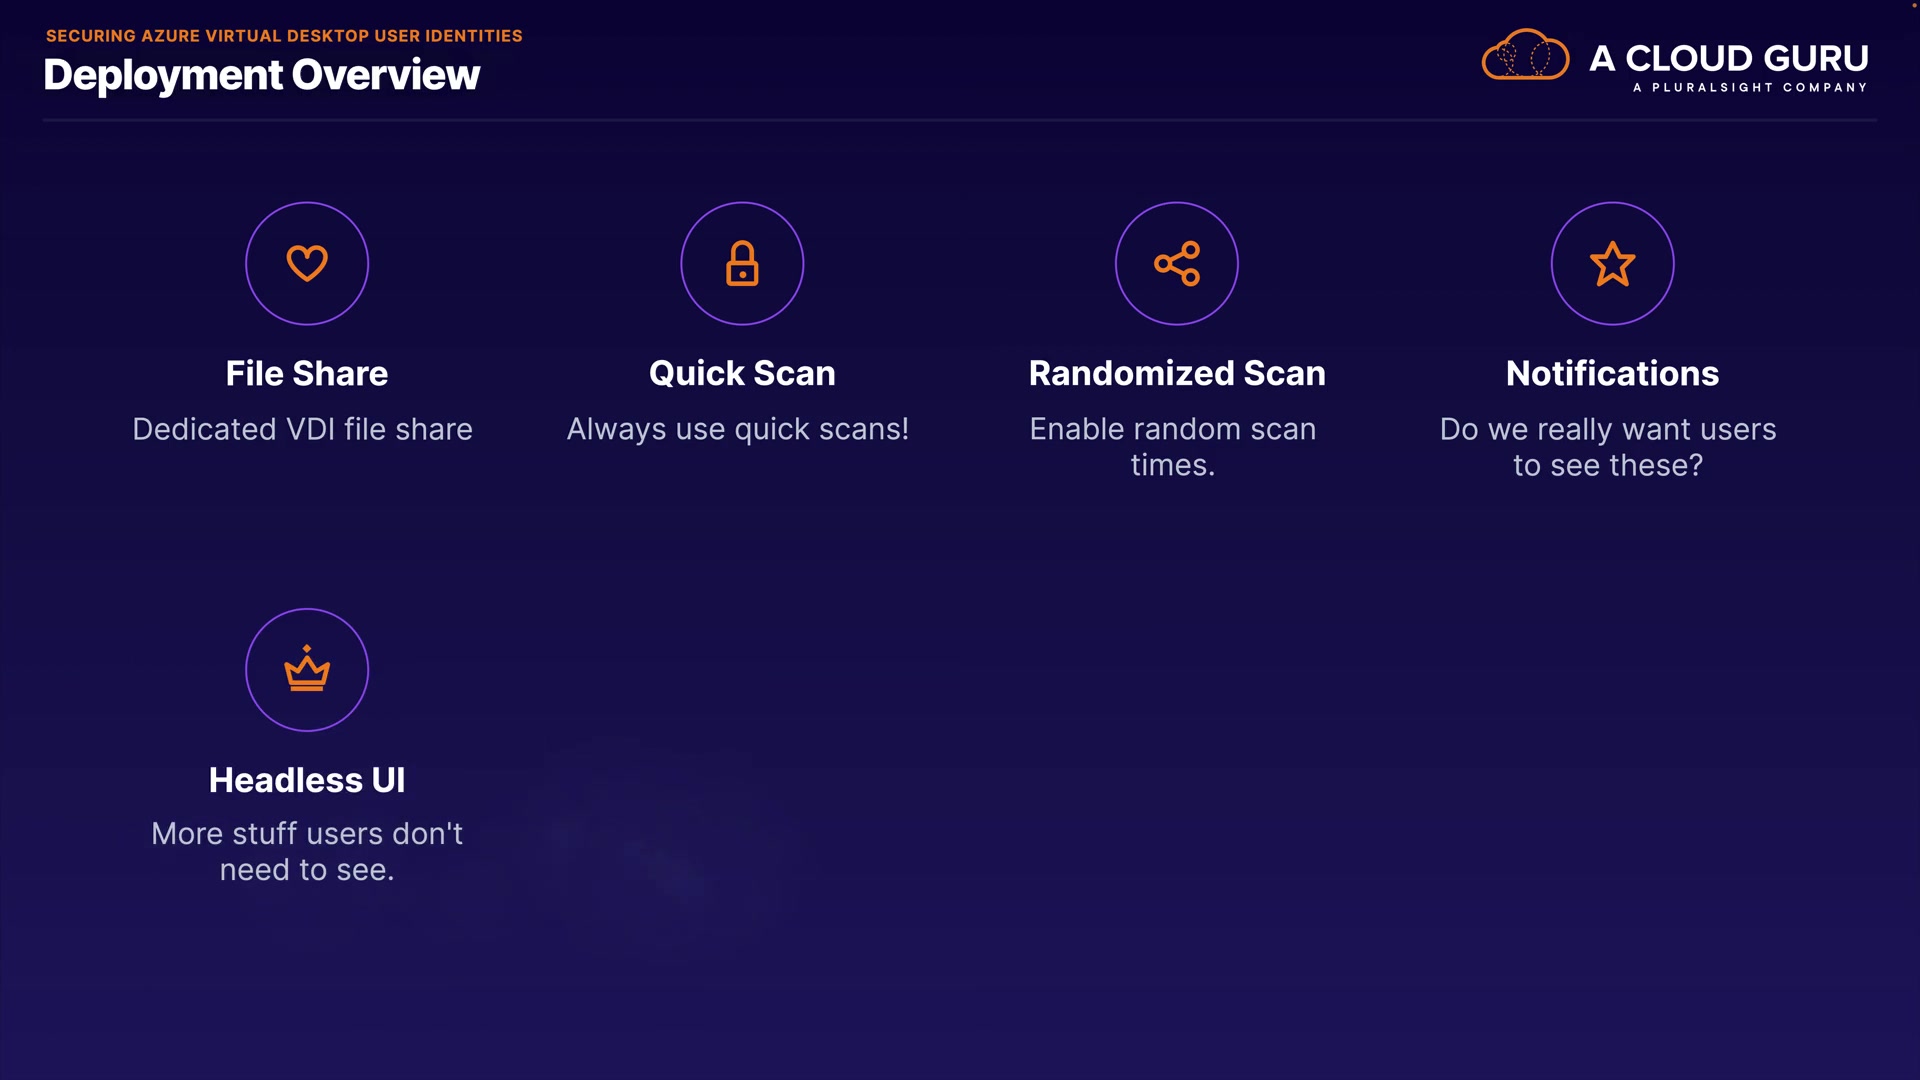 SECURING AZURE VIRTUAL DESKTOP USER IDENTITIES
Deployment Overview
A CLOUD GURU
A PLURALSIGHT COMPANY
File Share
Dedicated VDI file share
Quick Scan
Always use quick scans!
Randomized Scan
Enable random scan
times.
Notifications
Do we really want users
to see these?
Headless UI
More stuff users don't
need to see.